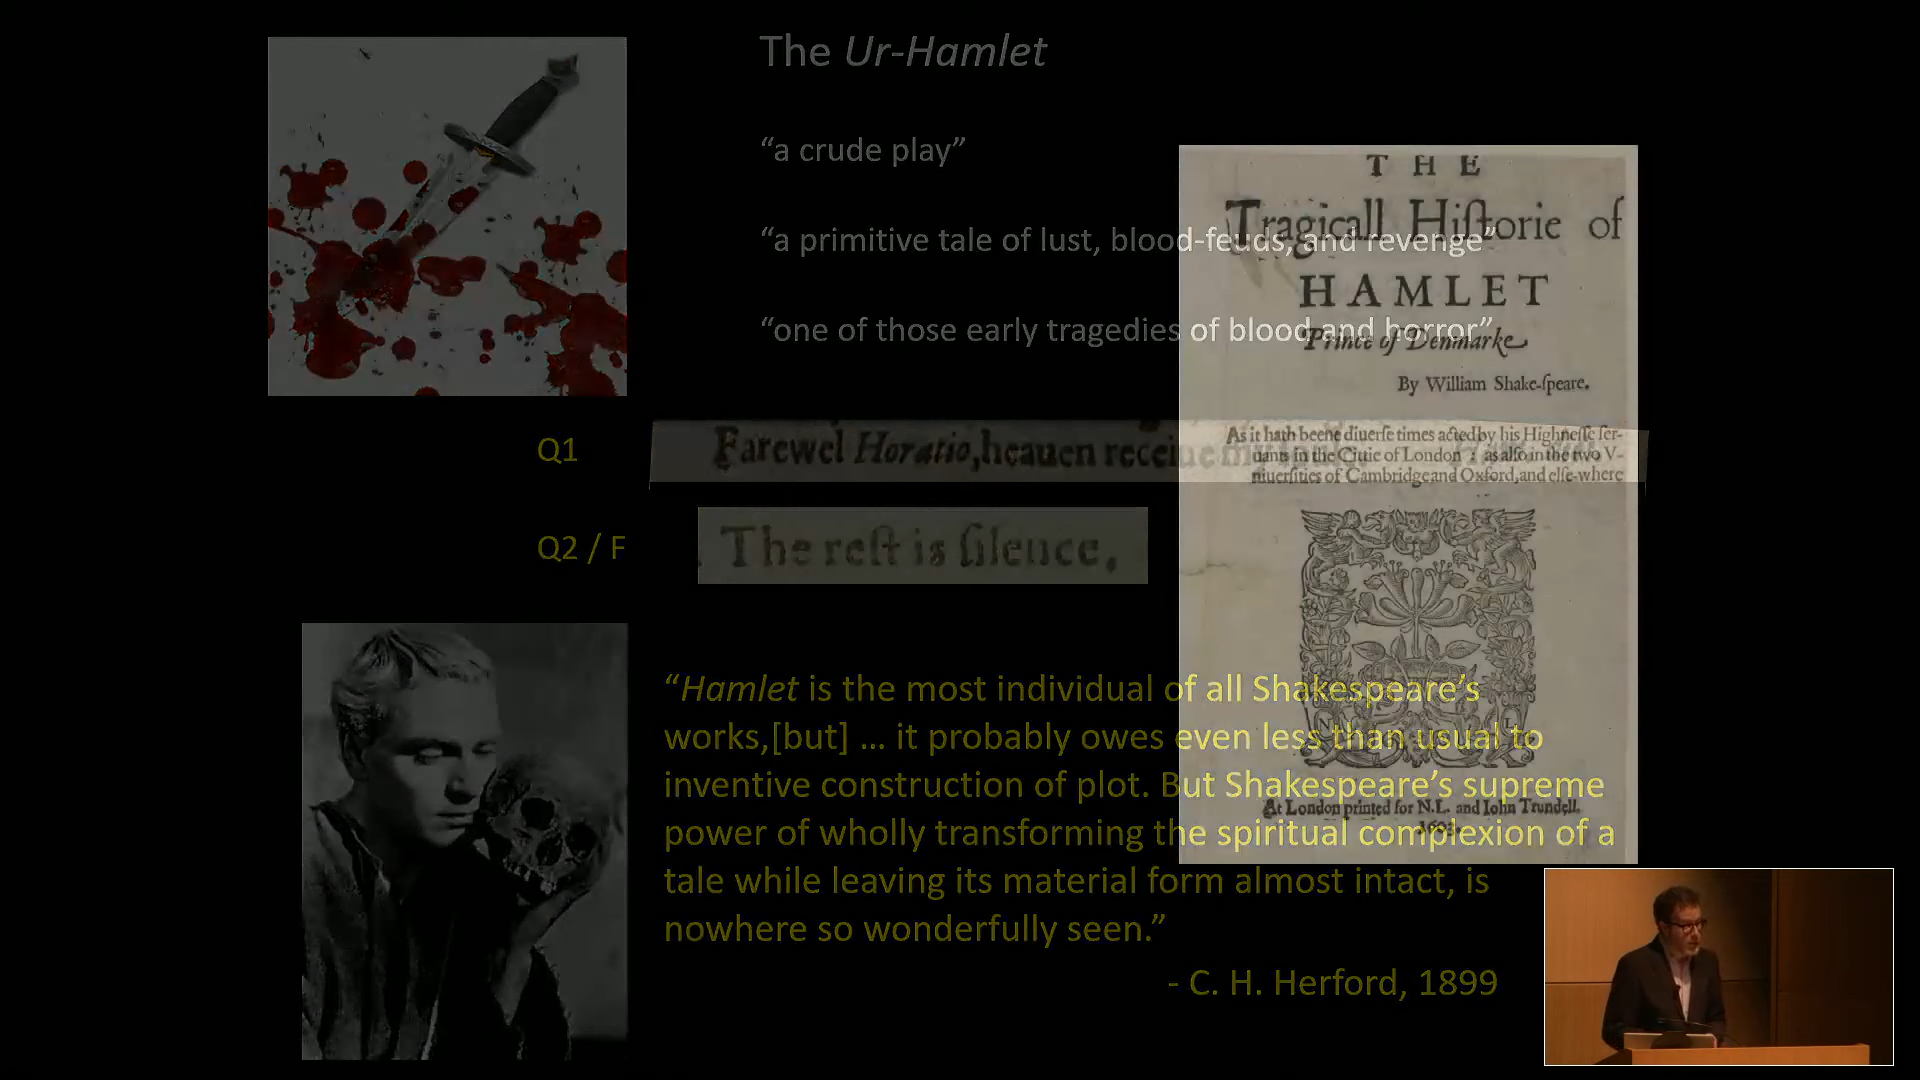 The Ur-Hamlet
“a crude play”
“a primitive tale of lust, blood-feuds, and revenge”
“one of those early tragedies of blood and horror”
Q1
Farewel Horatio, heauen receiue my soule.
Q2 / F
The reſt is ſilence.
“Hamlet is the most individual of all Shakespeare’s
works,[but] ... it probably owes even less than usual to
inventive construction of plot. But Shakespeare’s supreme
power of wholly transforming the spiritual complexion of a
tale while leaving its material form almost intact, is
nowhere so wonderfully seen.”
- C. H. Herford, 1899
THE
Tragicall Hiſtorie of
HAMLET
Prince of Denmarke
By William Shake-ſpeare.
As it hath beene diuerſe times acted by his Highneſſe ſer-
uants in the Cittie of London : as alſo in the two V-
niuerſities of Cambridge and Oxford, and elſe-where
N L
At London printed for N.L. and Iohn Trundell.
1603.